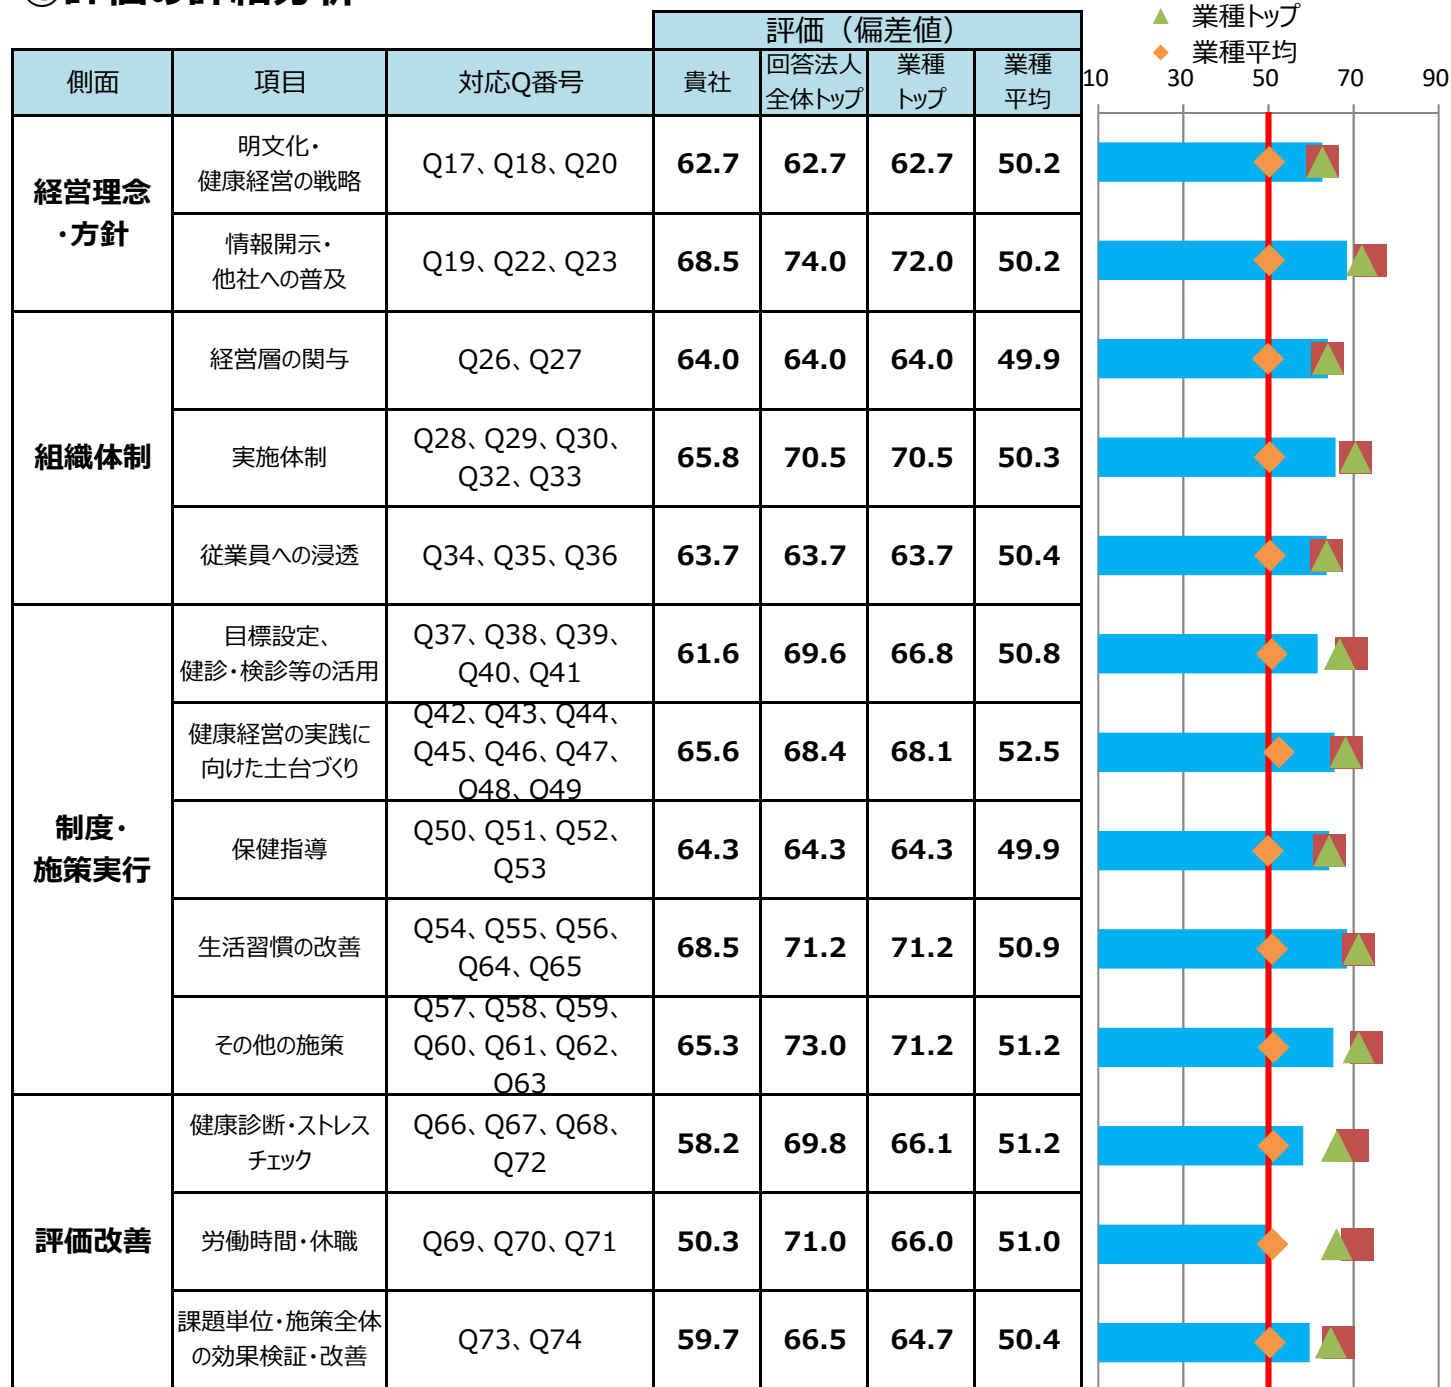 評価（偏差値）
▲ 業種トップ
◆ 業種平均
側面 項目 対応Q番号 貴社 回答法人 全体トップ 業種 トップ 業種 平均
10 30 50 70 90
経営理念
・方針
明文化・
健康経営の戦略
Q17、Q18、Q20 62.7 62.7 62.7 50.2
情報開示・
他社への普及
Q19、Q22、Q23 68.5 74.0 72.0 50.2
組織体制
経営層の関与 Q26、Q27 64.0 64.0 64.0 49.9
実施体制
Q28、Q29、Q30、
Q32、Q33
65.8 70.5 70.5 50.3
従業員への浸透 Q34、Q35、Q36 63.7 63.7 63.7 50.4
制度・
施策実行
目標設定、
健診・検診等の活用
Q37、Q38、Q39、
Q40、Q41
61.6 69.6 66.8 50.8
健康経営の実践に
向けた土台づくり
Q42、Q43、Q44、
Q45、Q46、Q47、
Q48、Q49
65.6 68.4 68.1 52.5
保健指導
Q50、Q51、Q52、
Q53
64.3 64.3 64.3 49.9
生活習慣の改善
Q54、Q55、Q56、
Q64、Q65
68.5 71.2 71.2 50.9
その他の施策
Q57、Q58、Q59、
Q60、Q61、Q62、
Q63
65.3 73.0 71.2 51.2
評価改善
健康診断・ストレス
チェック
Q66、Q67、Q68、
Q72
58.2 69.8 66.1 51.2
労働時間・休職 Q69、Q70、Q71 50.3 71.0 66.0 51.0
課題単位・施策全体
の効果検証・改善
Q73、Q74 59.7 66.5 64.7 50.4